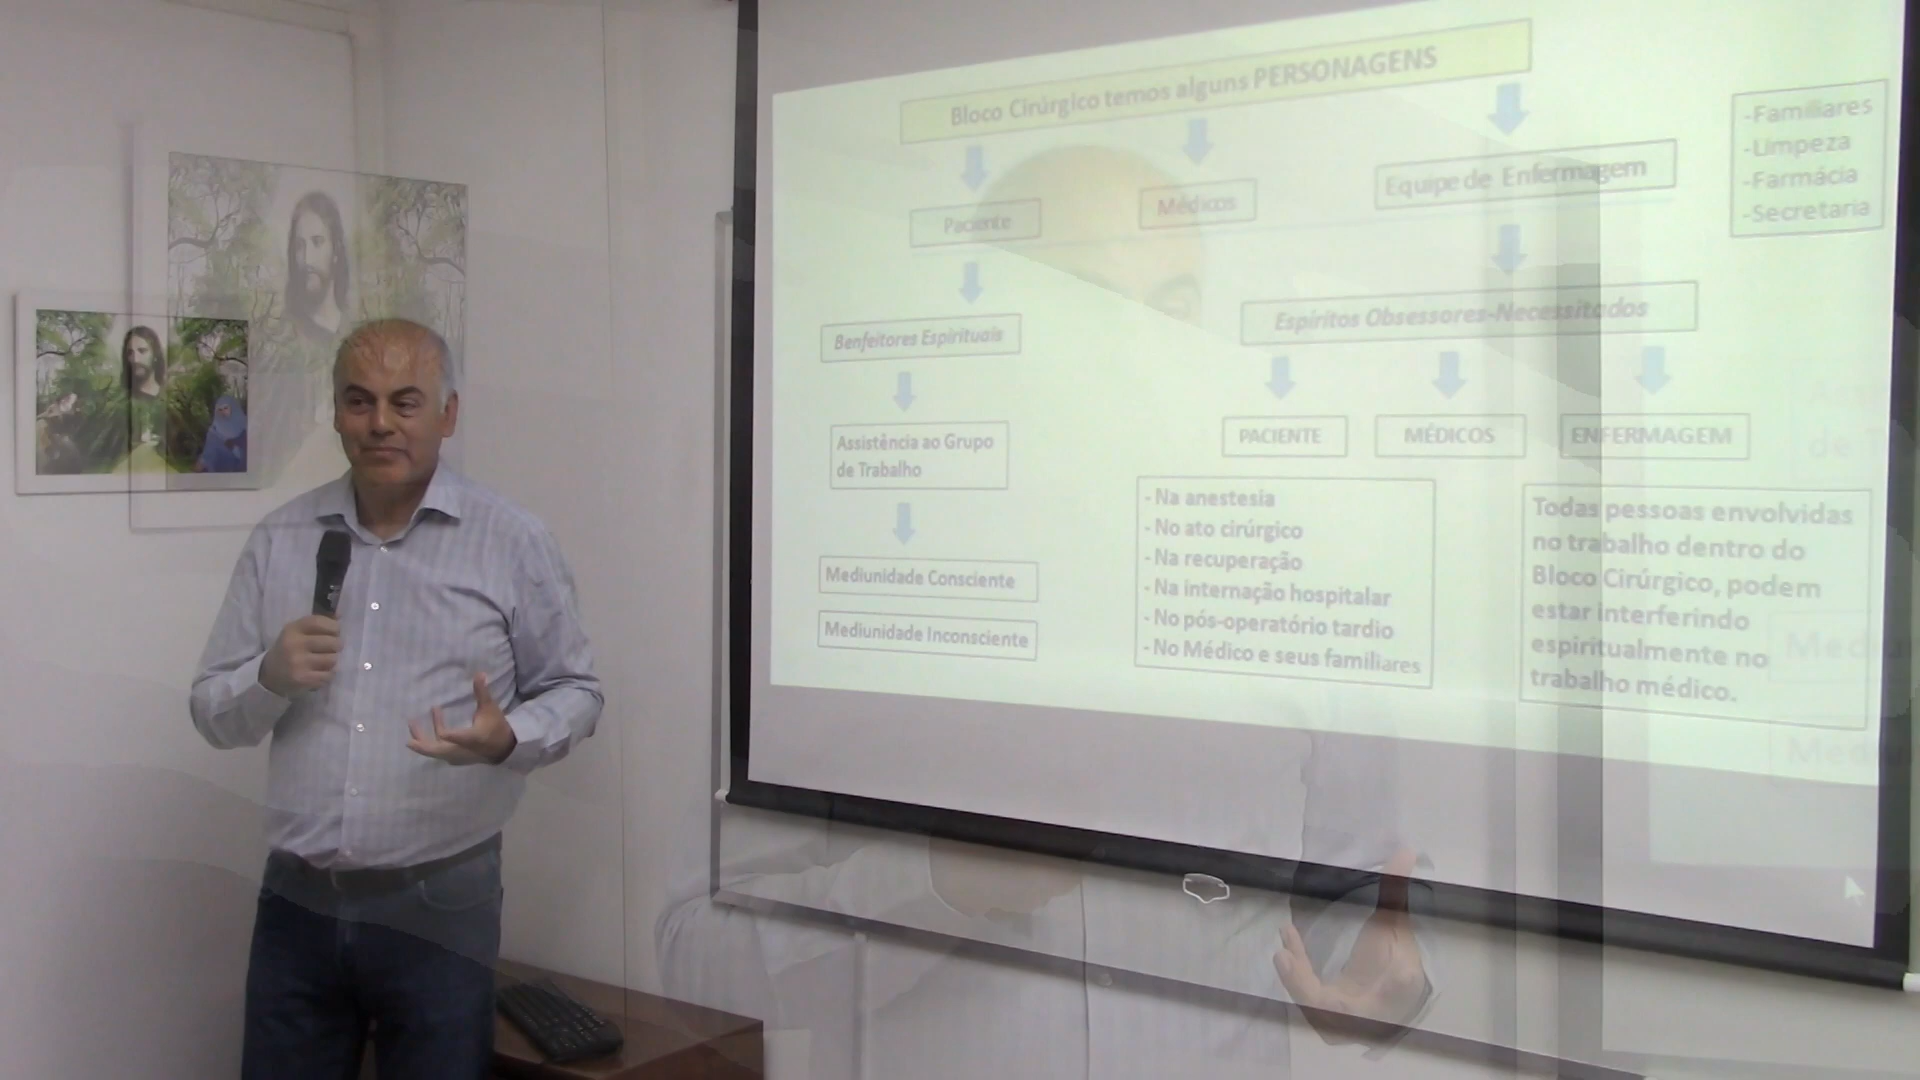 Bloco Cirúrgico temos alguns PERSONAGENS
Paciente
Médicos
Equipe de Enfermagem
-Familiares
-Limpeza
-Farmácia
-Secretaria
Benfeitores Espirituais
Espíritos Obsessores-Necessitados
Assistência ao Grupo
de Trabalho
PACIENTE
MÉDICOS
ENFERMAGEM
Mediunidade Consciente
Mediunidade Inconsciente
- Na anestesia
- No ato cirúrgico
- Na recuperação
- Na internação hospitalar
- No pós-operatório tardio
- No Médico e seus familiares
Todas pessoas envolvidas
no trabalho dentro do
Bloco Cirúrgico, podem
estar interferindo
espiritualmente no
trabalho médico.